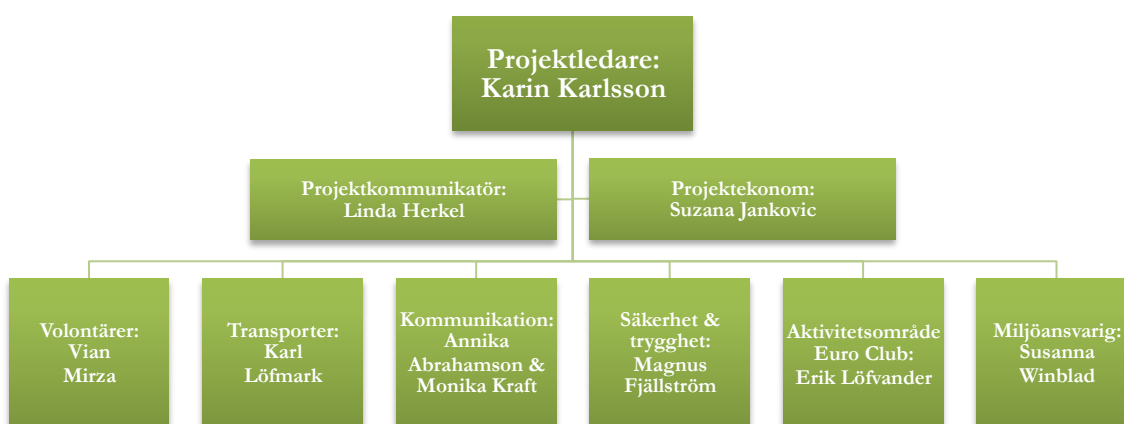 Projektledare:
Karin Karlsson
Projektkommunikatör:
Linda Herkel
Projektekonom:
Suzana Jankovic
Volontärer:
Vian
Mirza
Transporter:
Karl
Löfmark
Kommunikation:
Annika
Abrahamson &
Monika Kraft
Säkerhet &
trygghet:
Magnus
Fjällström
Aktivitetsområde
Euro Club:
Erik Löfvander
Miljöansvarig:
Susanna
Winblad